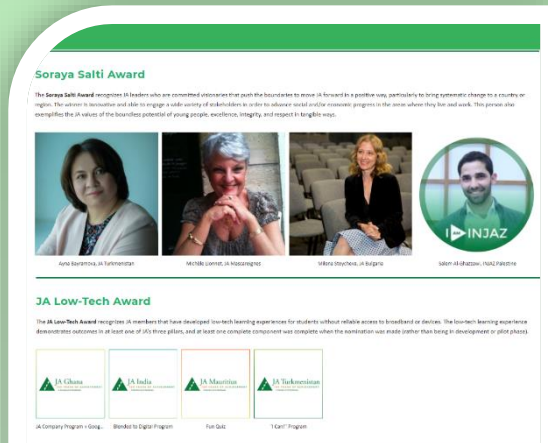 Soraya Salti Award
The Soraya Salti Award recognizes JA leaders who are committed visionaries that push the boundaries to move JA forward in a positive way, particularly to bring systematic change to a country or
region. The winner is innovative and able to engage a wide variety of stakeholders in order to advance social and/or economic progress in the areas where they live and work. This person also
exemplifies the JA values of the boundless potential of young people, excellence, integrity, and respect in tangible ways.
INJAZ
Ayna Bayramova, JA Turkmenistan
Michèle Lionnet, JA Mascareignes
Milena Stoycheva, JA Bulgaria
Salem Al-Ghazzawi, INJAZ Palestine
JA Low-Tech Award
The JA Low-Tech Award recognizes JA members that have developed low-tech learning experiences for students without reliable access to broadband or devices. The low-tech learning experience
demonstrates outcomes in at least one of JA's three pillars, and at least one complete component was complete when the nomination was made (rather than being in development or pilot phase).
JA Ghana
JA India
JA Mauritius
JA Turkmenistan
JA Company Program + Goog...
Blended to Digital Program
Fun Quiz
"I Can!" Program